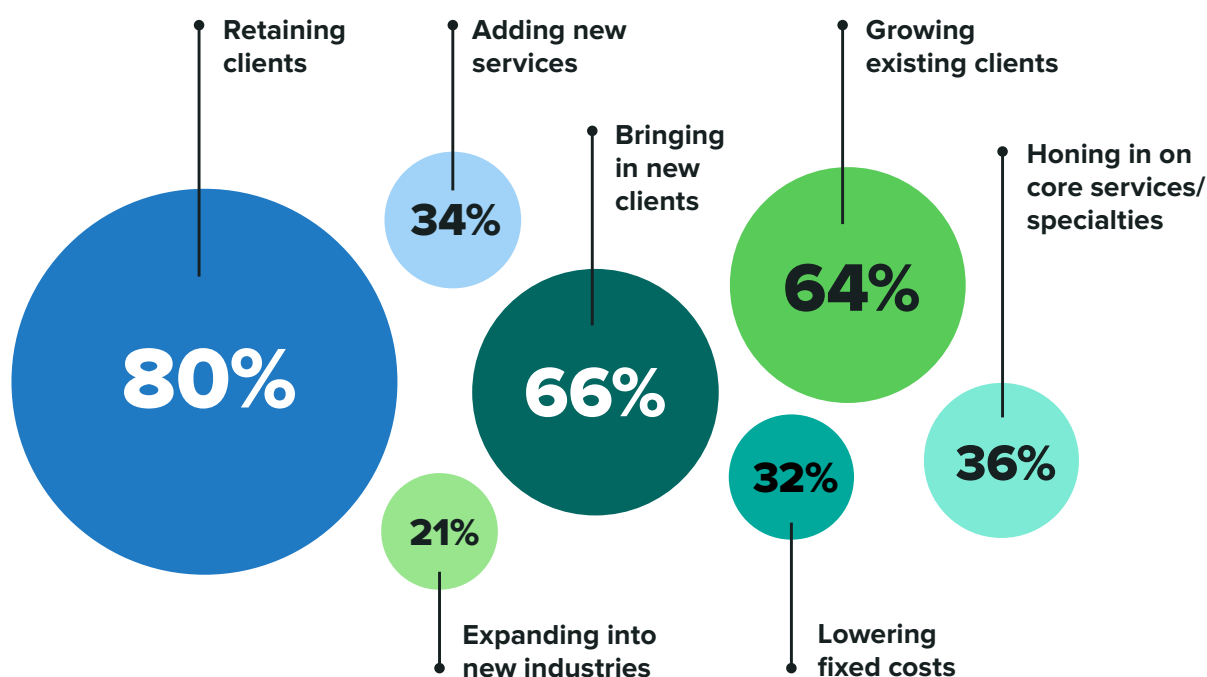 Retaining
clients
80%
Adding new
services
34%
Bringing
in new
clients
66%
Growing
existing clients
64%
Honing in on
core services/
specialties
36%
21%
Expanding into
new industries
32%
Lowering
fixed costs